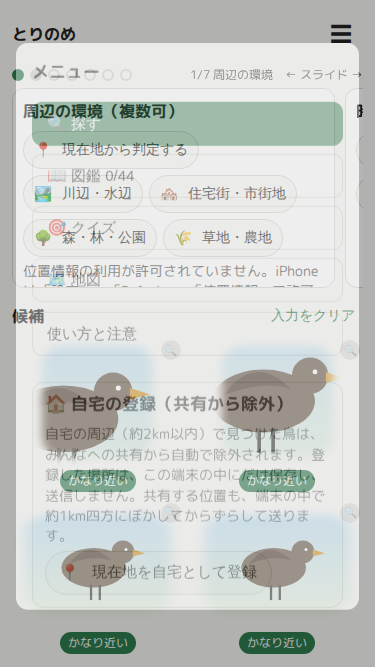 とりのめ
メニュー
1/7 周辺の環境 ← スライド →
周辺の環境（複数可）
探す
📍 現在地から判定する
📖 図鑑 0/44
🏞️ 川辺・水辺
🏘️ 住宅街・市街地
🎯 クイズ
🌳 森・林・公園
🌾 草地・農地
位置情報の利用が許可されていません。iPhone
🗺️ 地図
候補
入力をクリア
使い方と注意
🏠 自宅の登録（共有から除外）
自宅の周辺（約2km以内）で見つけた鳥は、
みんなへの共有から自動で除外されます。登
録した場所は、この端末の中にだけ保存し、
送信しません。共有する位置も、端末の中で
約1km四方にぼかしてからずらして送りま
す。
かなり近い
かなり近い
📍 現在地を自宅として登録
かなり近い
かなり近い